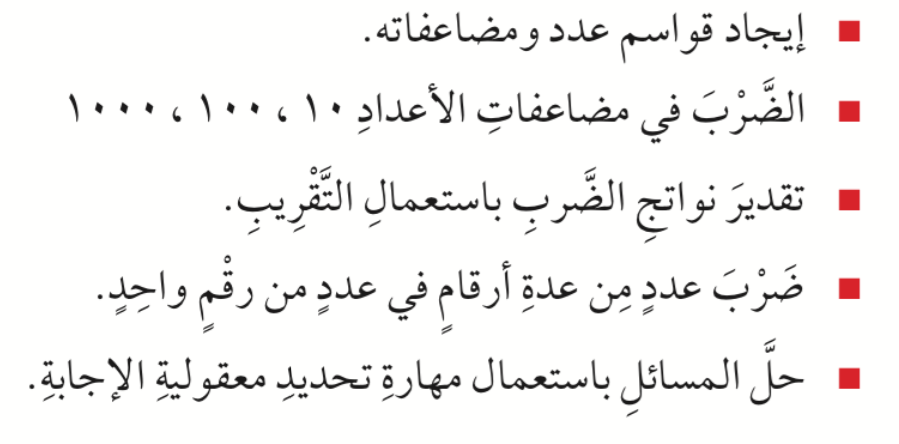 ■ إيجاد قواسم عدد ومضاعفاته.
■ الضَّرْبَ في مضاعفاتِ الأعدادِ ١٠ ، ١٠٠ ، ١٠٠٠
■ تقديرَ نواتجِ الضَّربِ باستعمالِ التَّقْرِيبِ.
■ ضَرْبَ عددٍ مِن عدةِ أرقامٍ في عددٍ من رقْمٍ واحِدٍ.
■ حلَّ المسائلِ باستعمال مهارةِ تحديدِ معقوليةِ الإجابةِ.